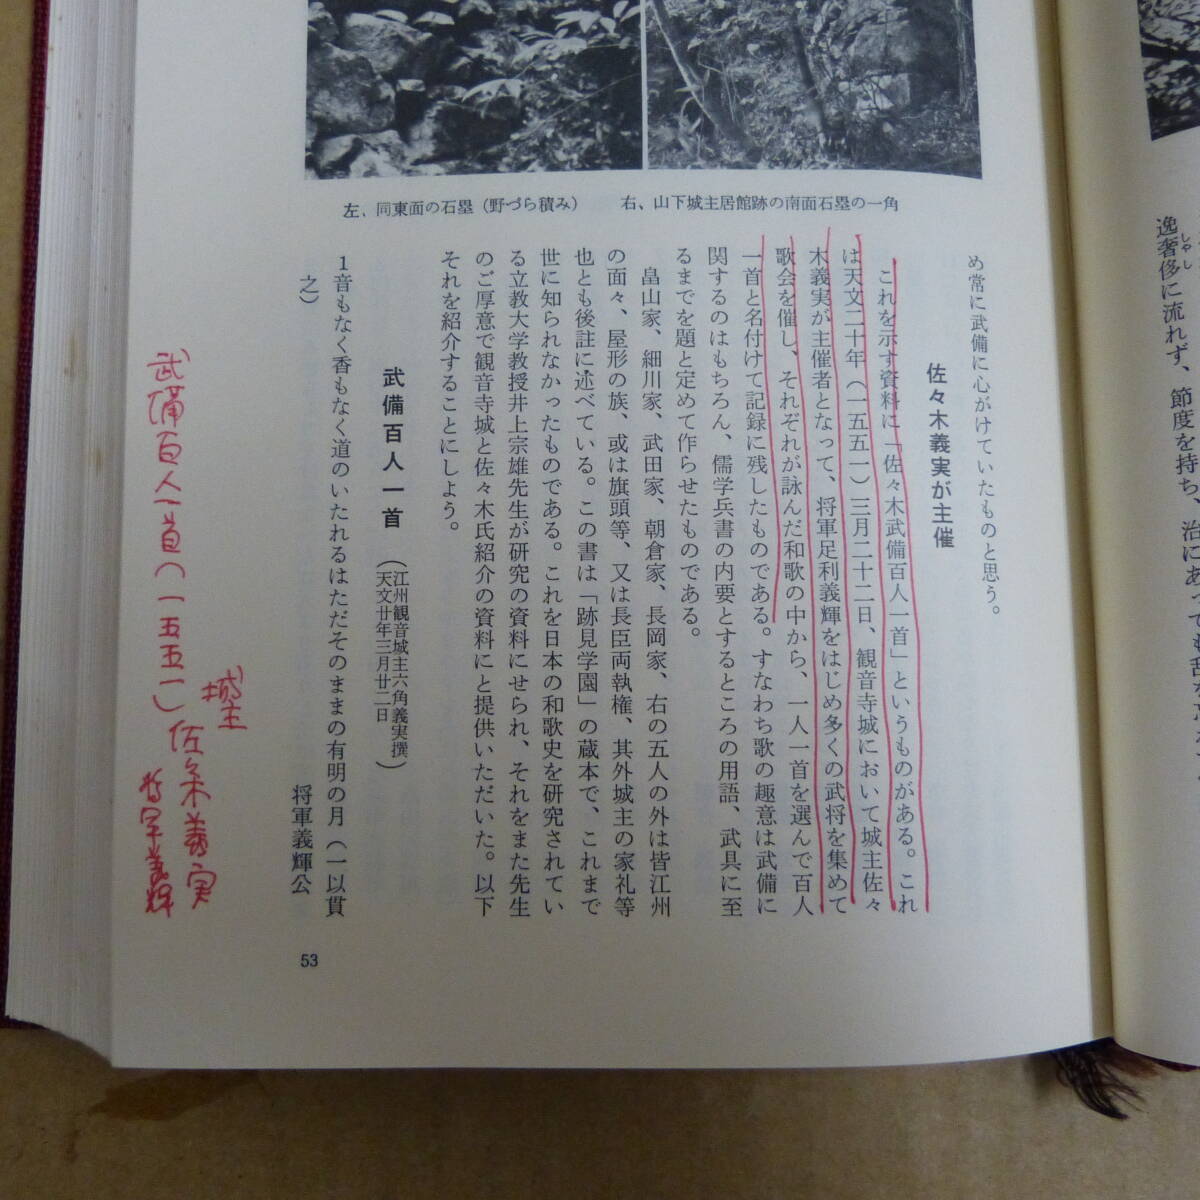 左、同東面の石塁（野づら積み）　右、山下城主居館跡の南面石塁の一角
逸奢侈に流れず、節度を持ち、治にあっても
しゃし
め常に武備に心がけていたものと思う。
佐々木義実が主催
これを示す資料に「佐々木武備百人一首」というものがある。これ
は天文二十年（一五五一）三月二十二日、観音寺城において城主佐々
木義実が主催者となって、将軍足利義輝をはじめ多くの武将を集めて
歌会を催し、それぞれが詠んだ和歌の中から、一人一首を選んで百人
一首と名付けて記録に残したものである。すなわち歌の趣意は武備に
関するのはもちろん、儒学兵書の内要とするところの用語、武具に至
るまでを題と定めて作らせたものである。
畠山家、細川家、武田家、朝倉家、長岡家、右の五人の外は皆江州
の面々、屋形の族、或は旗頭等、又は長臣両執権、其外城主の家礼等
也とも後註に述べている。この書は「跡見学園」の蔵本で、これまで
世に知られなかったものである。これを日本の和歌史を研究されてい
る立教大学教授井上宗雄先生が研究の資料にせられ、それをまた先生
のご厚意で観音寺城と佐々木氏紹介の資料にと提供いただいた。以下
それを紹介することにしよう。
武備百人一首（江州観音城主六角義実撰
天文廿年三月廿二日）
1音もなく香もなく道のいたれるはただそのままの有明の月（一以貫
之）
将軍義輝公
53
武備百人一首（一五五一）
城主
佐々木義実
将軍義輝